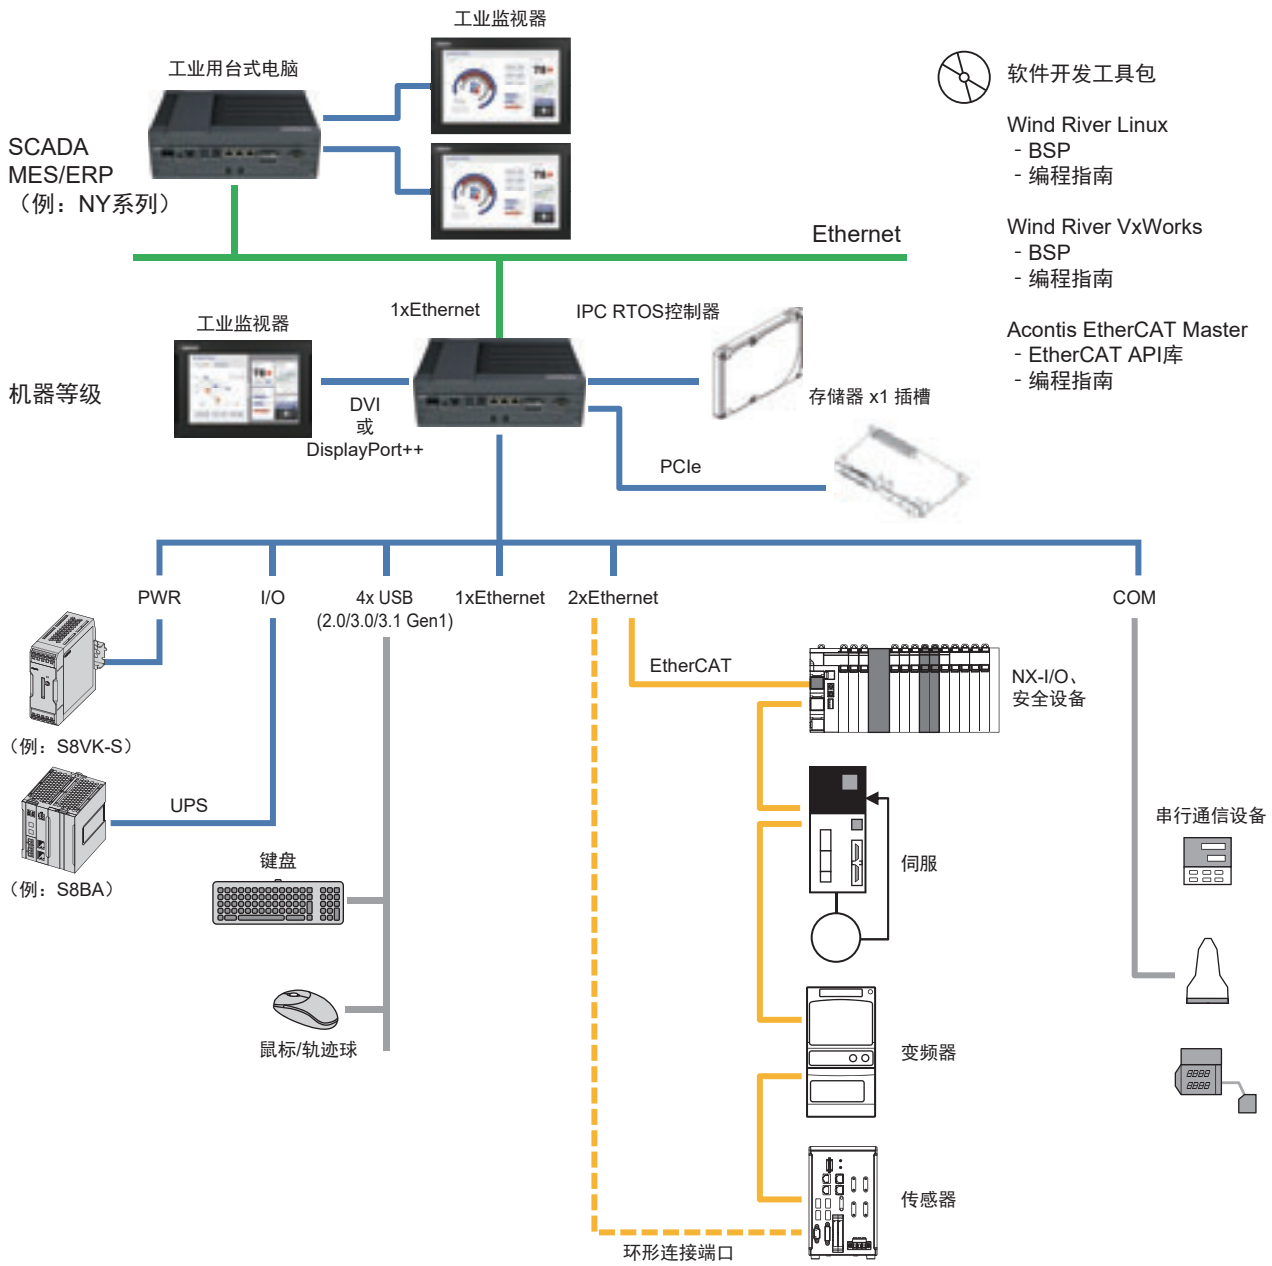 工业监视器
工业用台式电脑
SCADA
MES/ERP
（例：NY系列）
Ethernet
软件开发工具包
Wind River Linux
- BSP
- 编程指南
Wind River VxWorks
- BSP
- 编程指南
Acontis EtherCAT Master
- EtherCAT API库
- 编程指南
1xEthernet
IPC RTOS控制器
工业监视器
机器等级
DVI
或
DisplayPort++
存储器 x1 插槽
PCIe
PWR
I/O
4x USB
(2.0/3.0/3.1 Gen1)
1xEthernet
2xEthernet
COM
EtherCAT
NX-I/O、
安全设备
（例：S8VK-S）
UPS
（例：S8BA）
键盘
鼠标/轨迹球
伺服
串行通信设备
变频器
传感器
环形连接端口